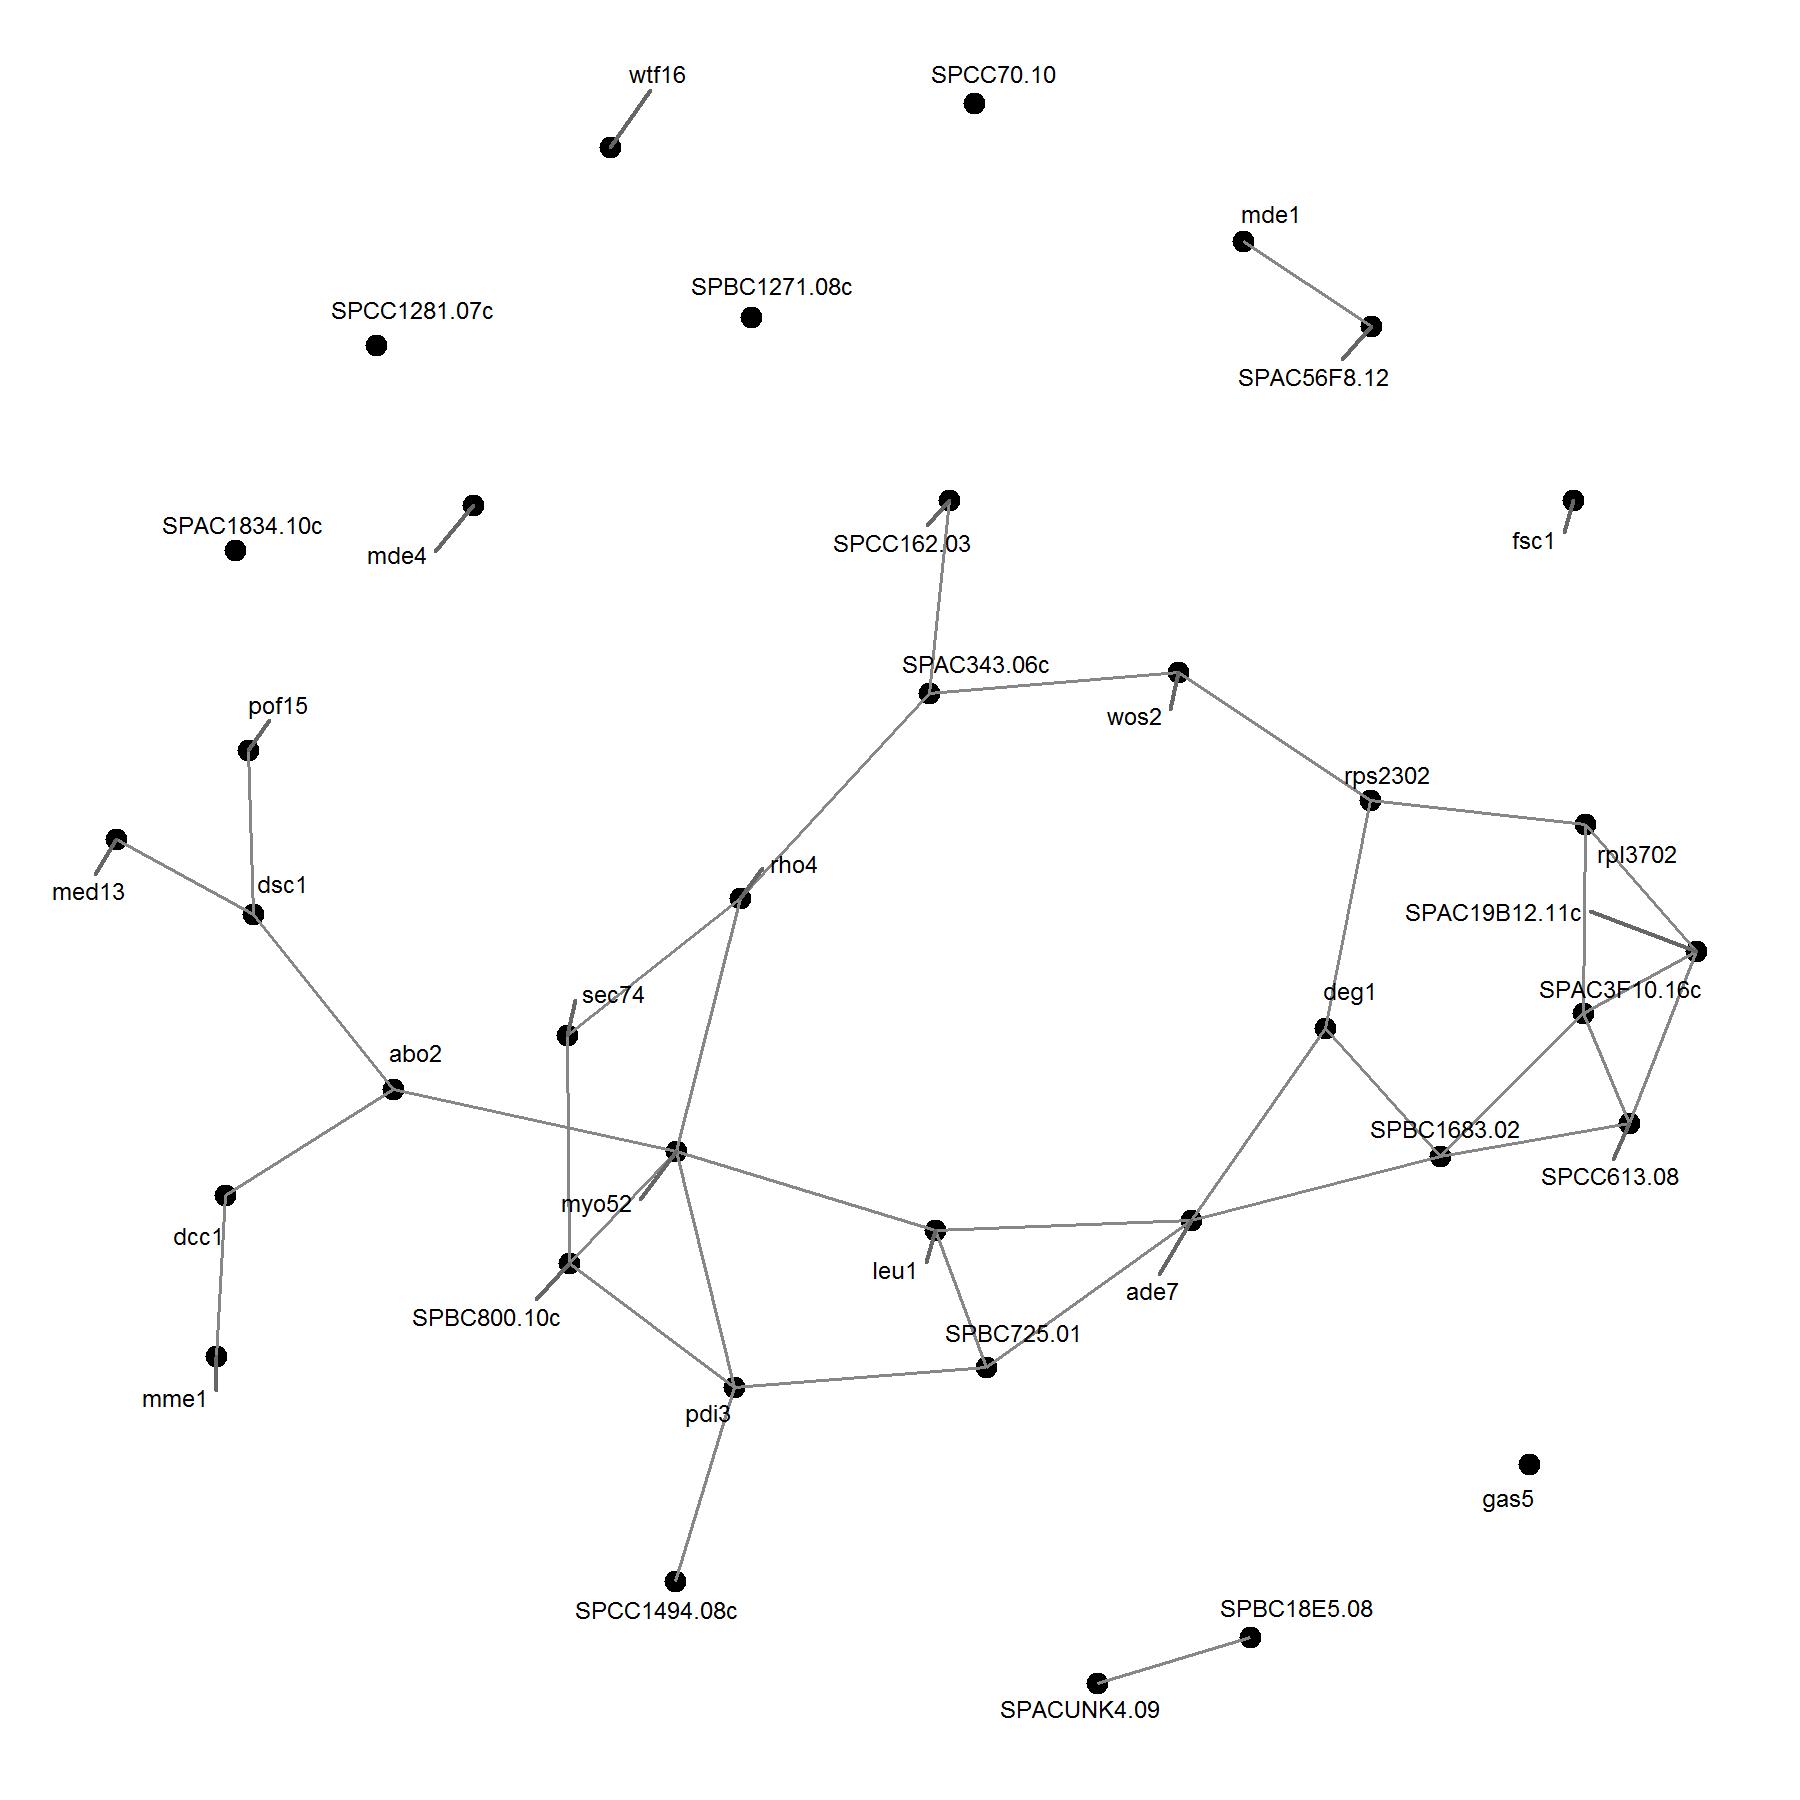 wtf16
SPCC70.10
mde1
SPBC1271.08c
SPCC1281.07c
SPAC56F8.12
SPAC1834.10c
mde4
SPCC162.03
fsc1
SPAC343.06c
pof15
wos2
rps2302
rpl3702
rho4
dsc1
med13
SPAC19B12.11c
SPAC3F10.16c
deg1
sec74
abo2
SPBC1683.02
SPCC613.08
myo52
dcc1
leu1
ade7
SPBC800.10c
SPBC725.01
mme1
pdi3
gas5
SPCC1494.08c
SPBC18E5.08
SPACUNK4.09